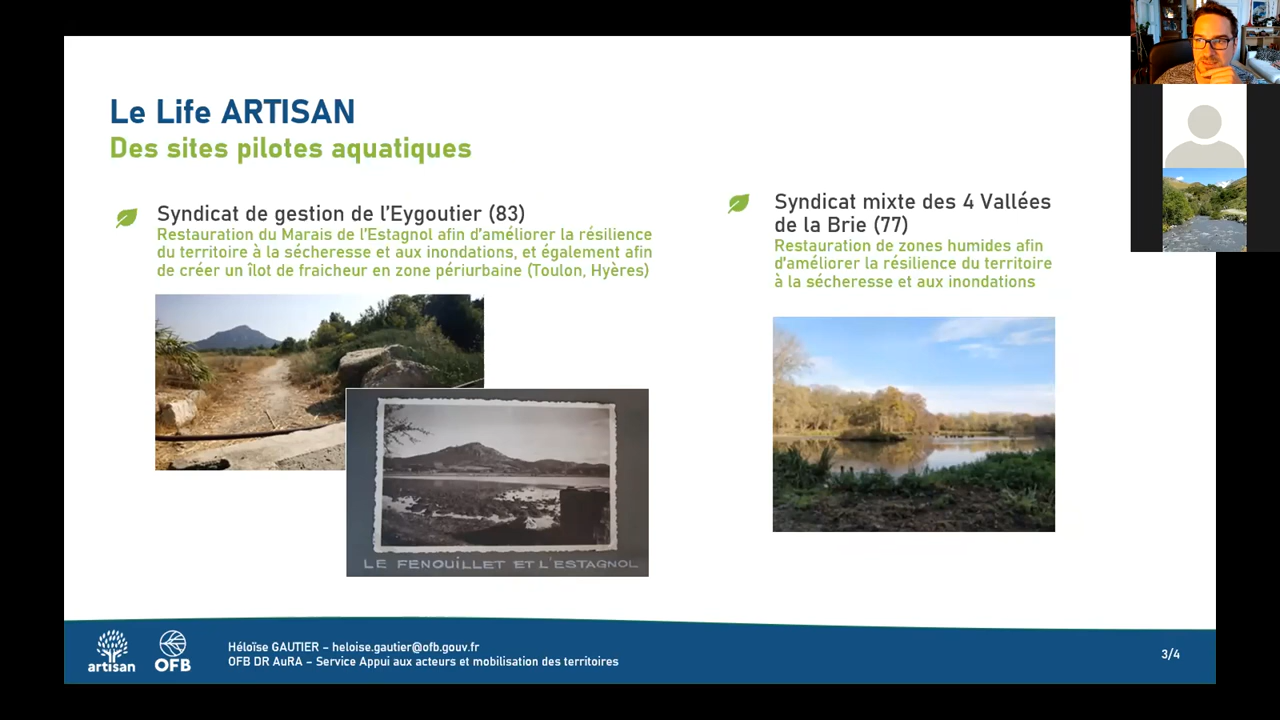 Le Life ARTISAN
Des sites pilotes aquatiques
Syndicat de gestion de l'Eygoutier (83)
Restauration du Marais de l'Estagnol afin d'améliorer la résilience
du territoire à la sécheresse et aux inondations, et également afin
de créer un îlot de fraicheur en zone périurbaine (Toulon, Hyères)
LE FENOUILLET ET L'ESTAGNOL
Syndicat mixte des 4 Vallées
de la Brie (77)
Restauration de zones humides afin
d'améliorer la résilience du territoire
à la sécheresse et aux inondations
artisan
OFB
Héloïse GAUTIER – heloise.gautier@ofb.gouv.fr
OFB DR AuRA – Service Appui aux acteurs et mobilisation des territoires
3/4